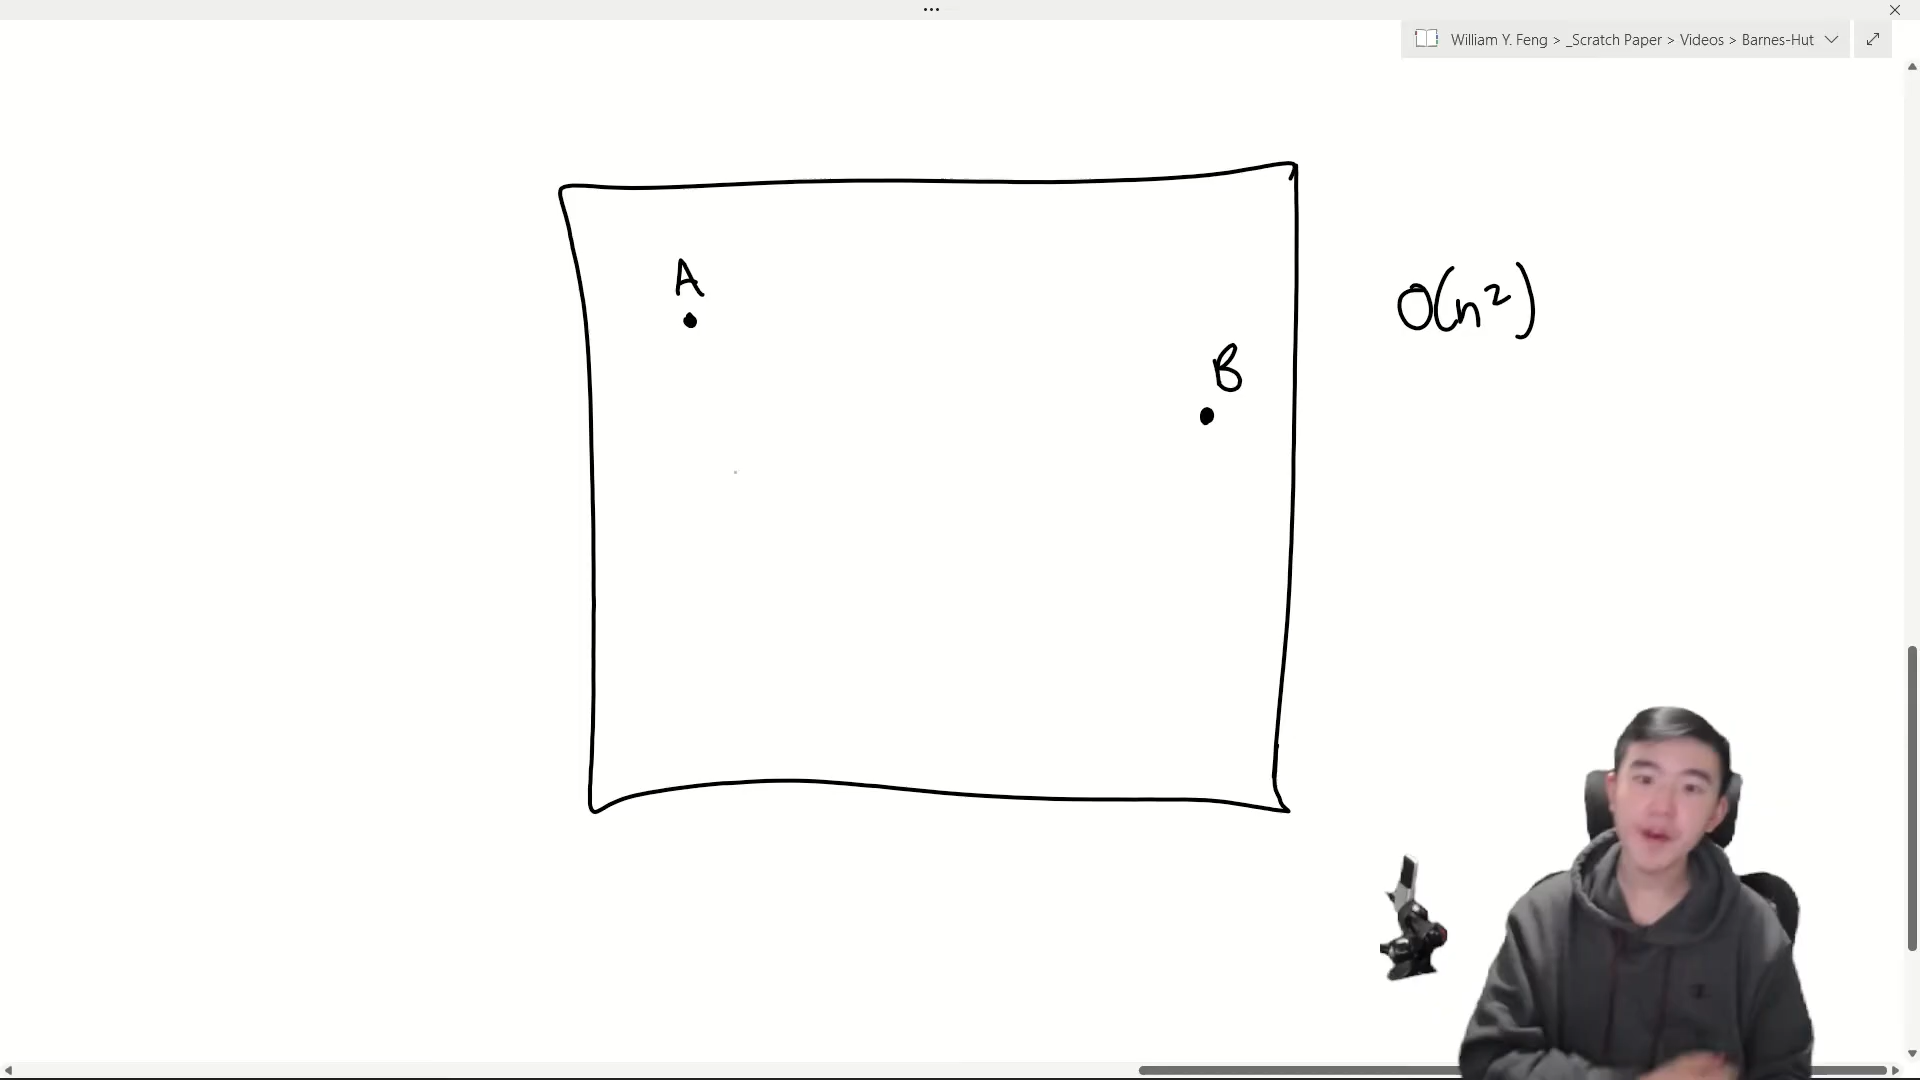 ...
William Y. Feng > _Scratch Paper > Videos > Barnes-Hut
A
O(n²)
B